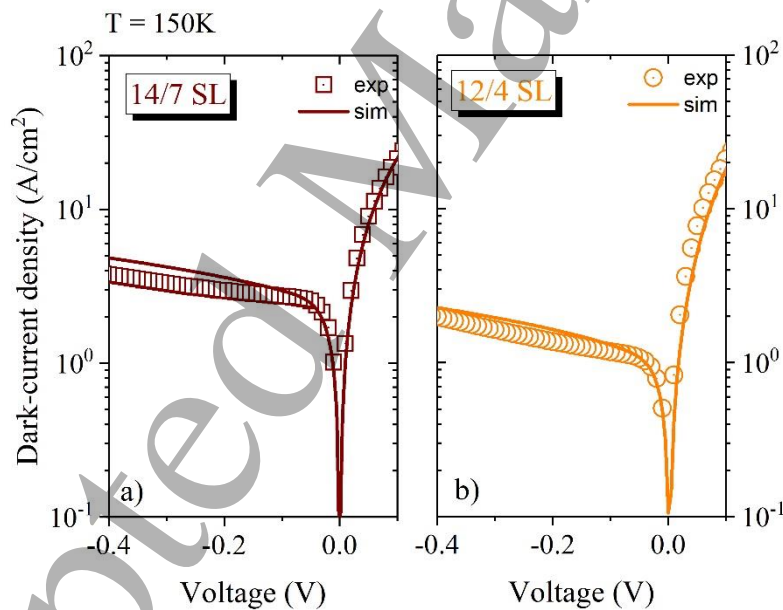 T = 150K
14/7 SL
exp
sim
12/4 SL
exp
sim
10²
10¹
10⁰
10⁻¹
10²
10¹
10⁰
10⁻¹
Dark-current density (A/cm²)
a)
b)
-0.4
-0.2
0.0
-0.4
-0.2
0.0
Voltage (V)
Voltage (V)
pted Ma